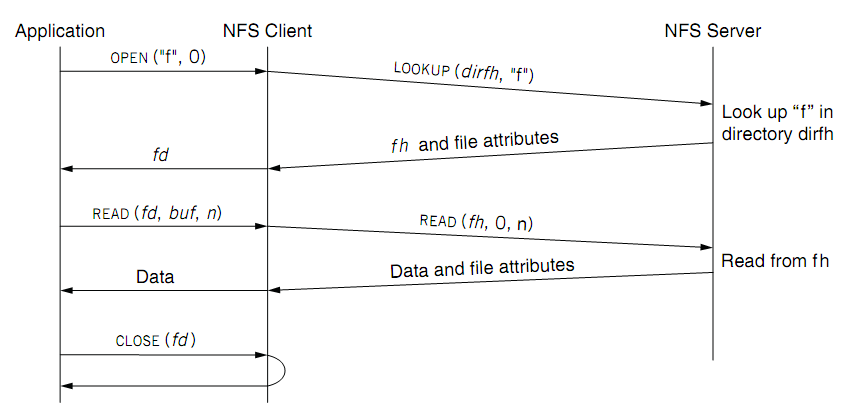 Application
NFS Client
NFS Server
OPEN ("f", 0)
LOOKUP (dirfh, "f")
Look up “f” in
directory dirfh
fh and file attributes
fd
READ (fd, buf, n)
READ (fh, 0, n)
Read from fh
Data and file attributes
Data
CLOSE (fd)